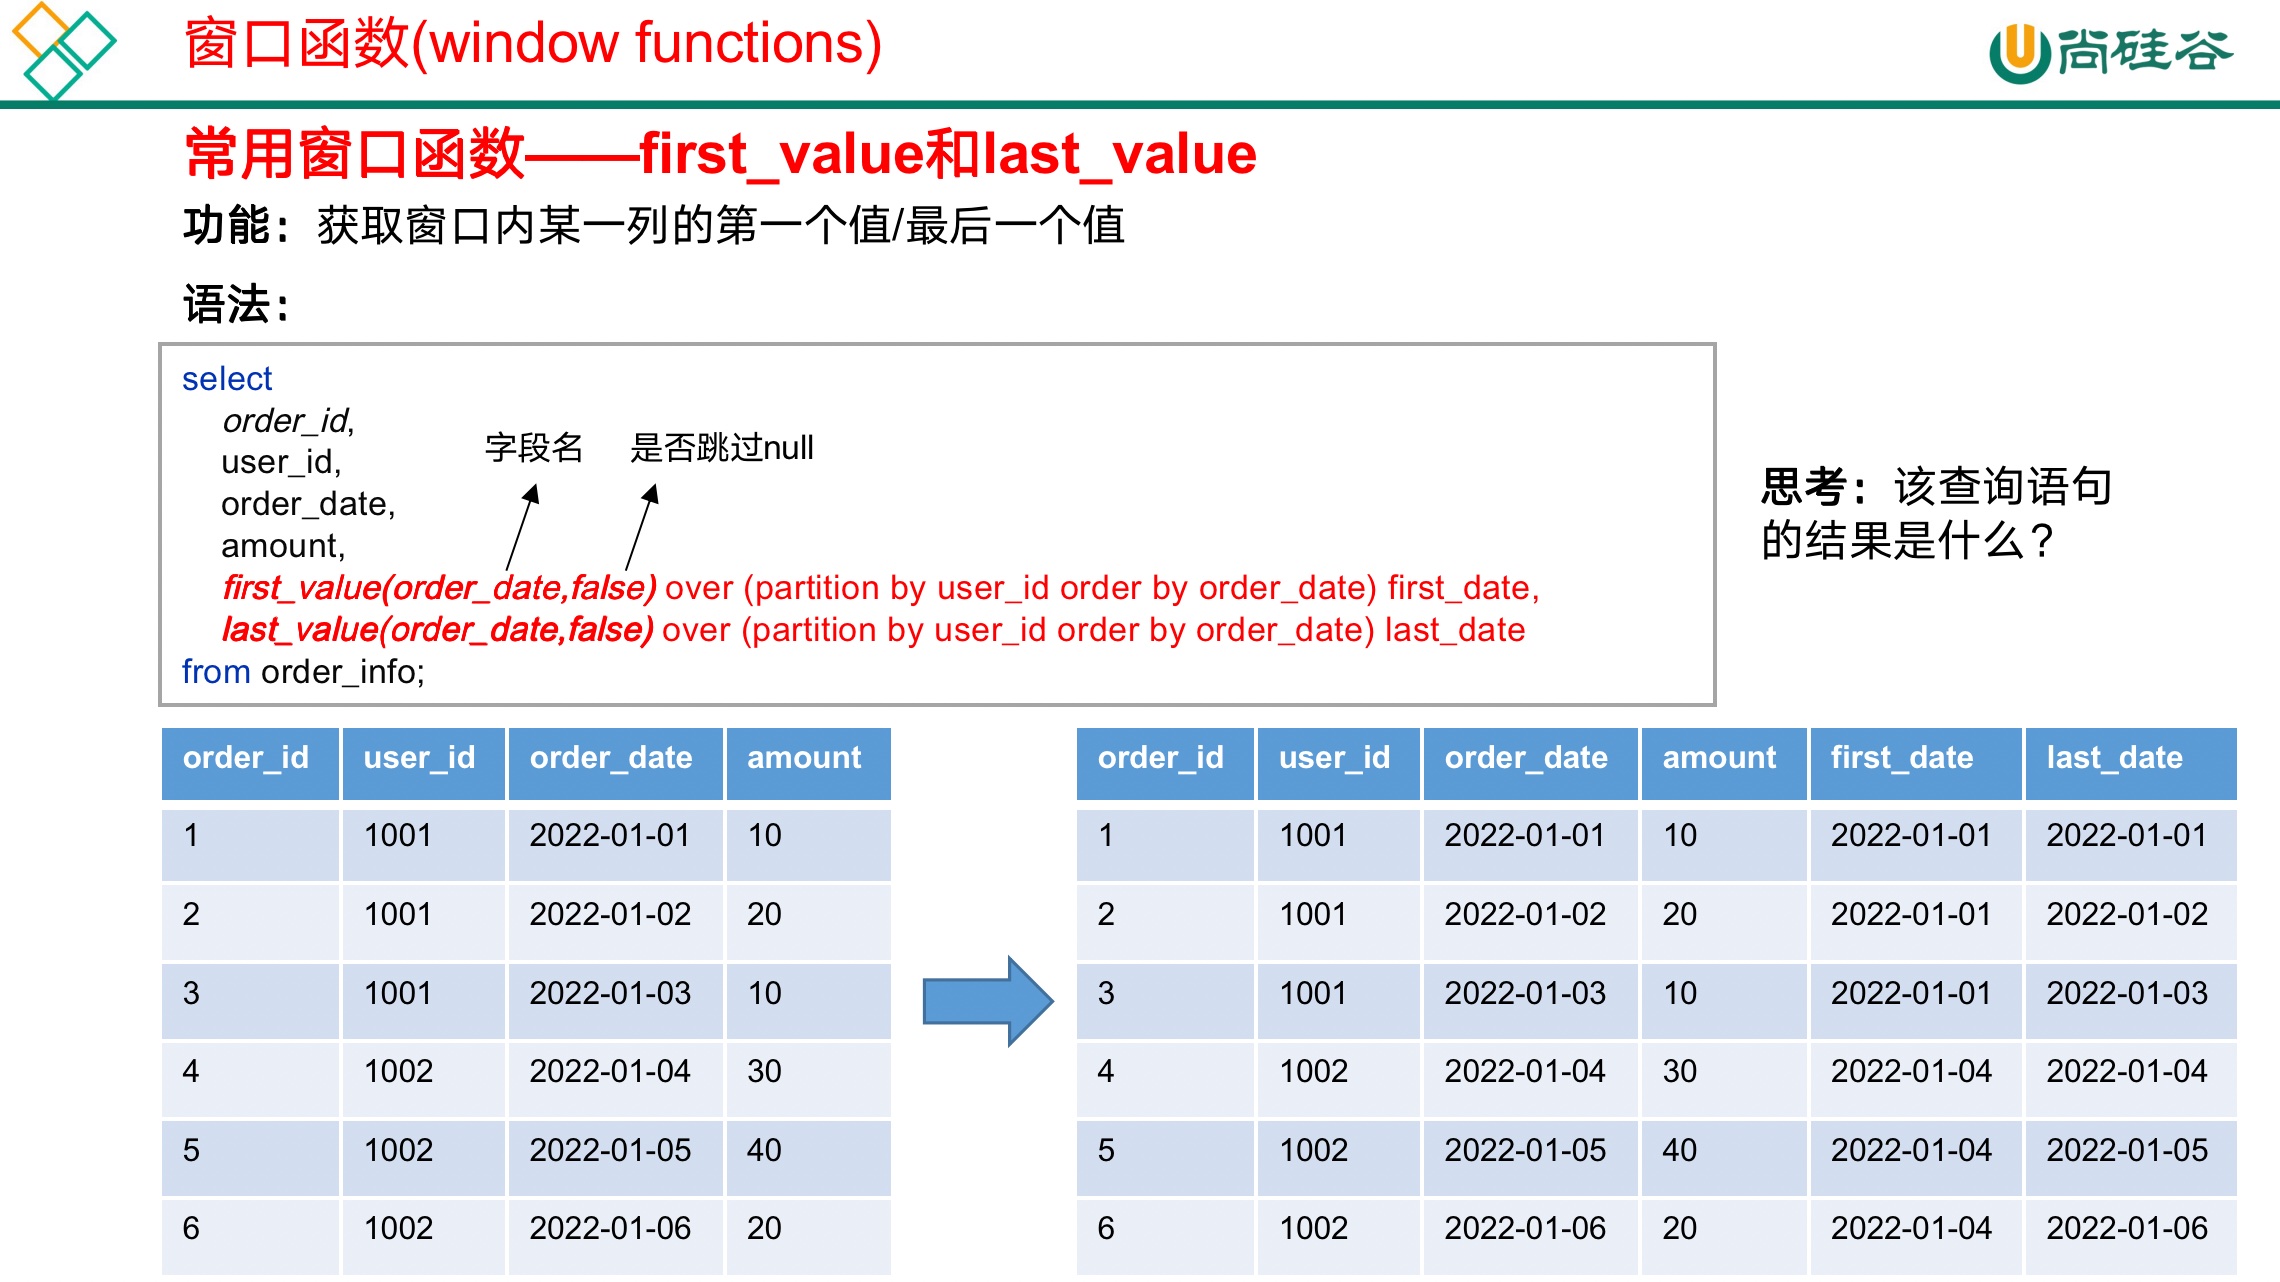 窗口函数(window functions)
尚硅谷
常用窗口函数——first_value和last_value
功能：获取窗口内某一列的第一个值/最后一个值
语法：
select
order_id,
字段名 是否跳过null
user_id,
order_date,
amount,
first_value(order_date,false) over (partition by user_id order by order_date) first_date,
last_value(order_date,false) over (partition by user_id order by order_date) last_date
from order_info;
思考：该查询语句
的结果是什么？
order_id user_id order_date amount
1 1001 2022-01-01 10
2 1001 2022-01-02 20
3 1001 2022-01-03 10
4 1002 2022-01-04 30
5 1002 2022-01-05 40
6 1002 2022-01-06 20
order_id user_id order_date amount first_date last_date
1 1001 2022-01-01 10 2022-01-01 2022-01-01
2 1001 2022-01-02 20 2022-01-01 2022-01-02
3 1001 2022-01-03 10 2022-01-01 2022-01-03
4 1002 2022-01-04 30 2022-01-04 2022-01-04
5 1002 2022-01-05 40 2022-01-04 2022-01-05
6 1002 2022-01-06 20 2022-01-04 2022-01-06